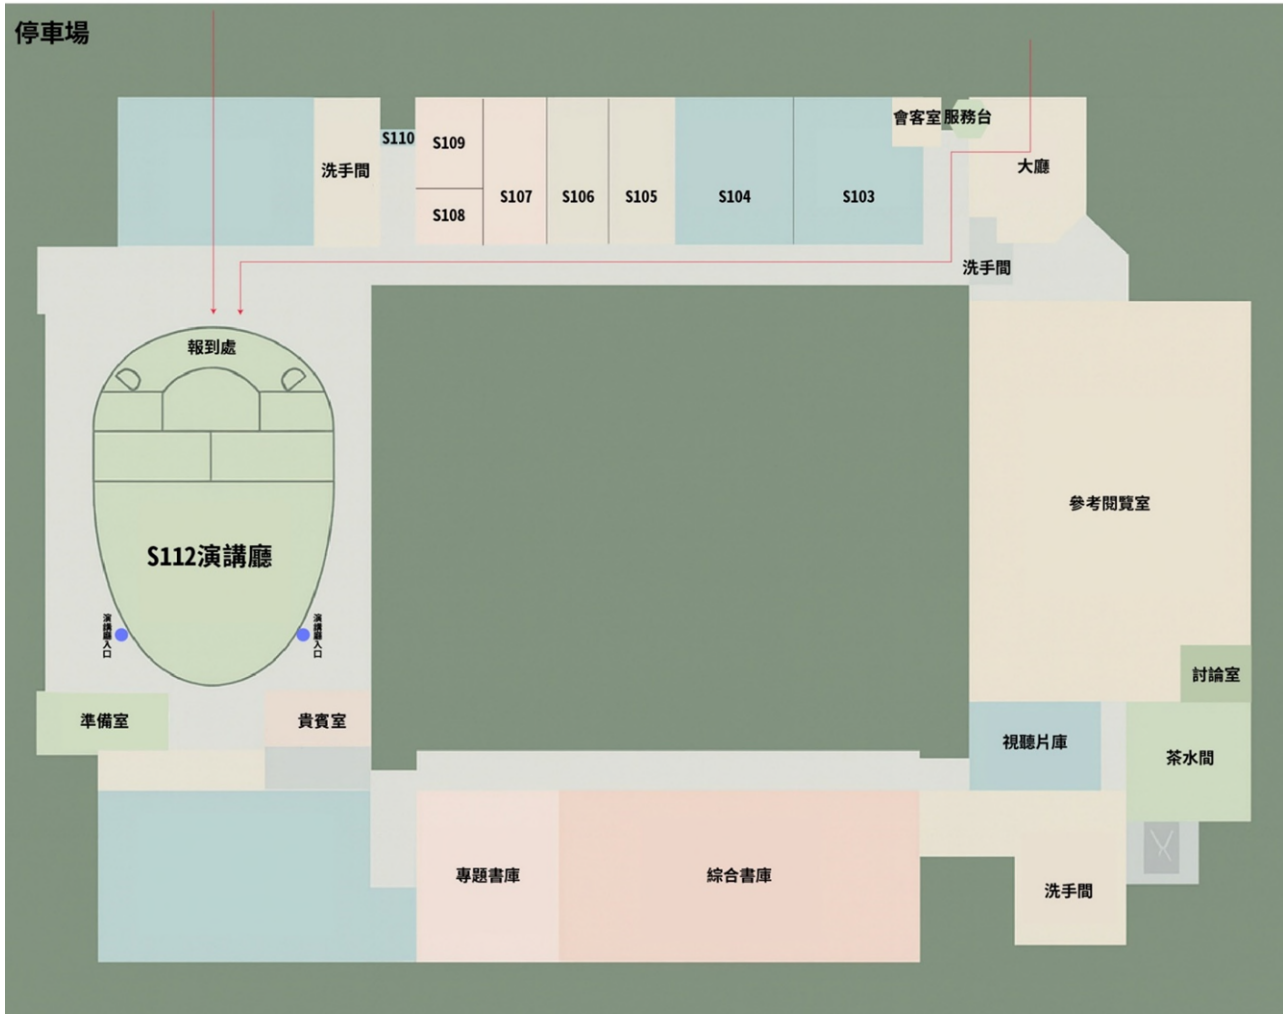 停車場
會客室
服務台
S110
S109
洗手間
大廳
S107
S106
S105
S104
S103
S108
洗手間
報到處
參考閱覽室
S112演講廳
演講廳入口
演講廳入口
討論室
準備室
貴賓室
視聽片庫
茶水間
專題書庫
綜合書庫
洗手間